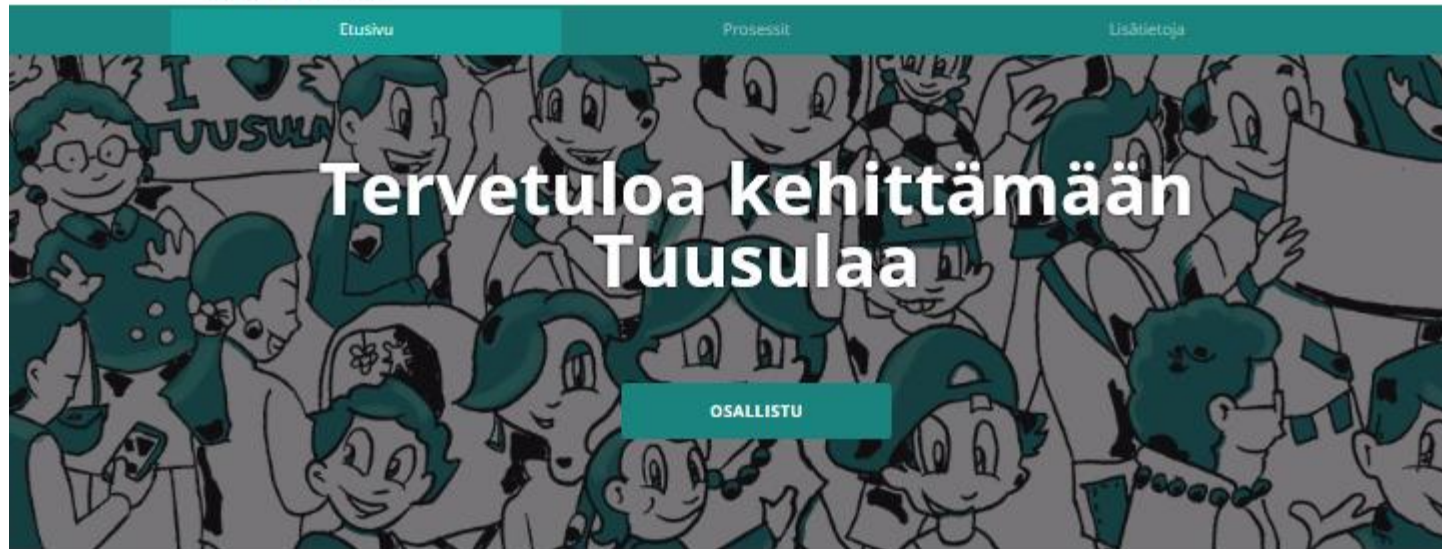 Etusivu
Prosessit
Lisätietoja
I
TUUSULA
Tervetuloa kehittämään
Tuusulaa
OSALLISTU